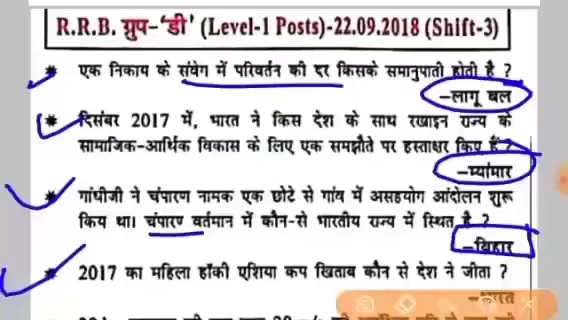 R.R.B. ग्रुप-'डी' (Level-1 Posts)-22.09.2018 (Shift-3)
* एक निकाय के संवेग में परिवर्तन की दर किसके समानुपाती होती है ?
–लागू बल
* दिसंबर 2017 में, भारत ने किस देश के साथ रखाइन राज्य के
सामाजिक-आर्थिक विकास के लिए एक समझौते पर हस्ताक्षर किए हैं ?
–म्यांमार
* गांधीजी ने चंपारण नामक एक छोटे से गांव में असहयोग आंदोलन शुरू
किय था। चंपारण वर्तमान में कौन-से भारतीय राज्य में स्थित है ?
–बिहार
* 2017 का महिला हॉकी एशिया कप खिताब कौन से देश ने जीता ?
–भारत